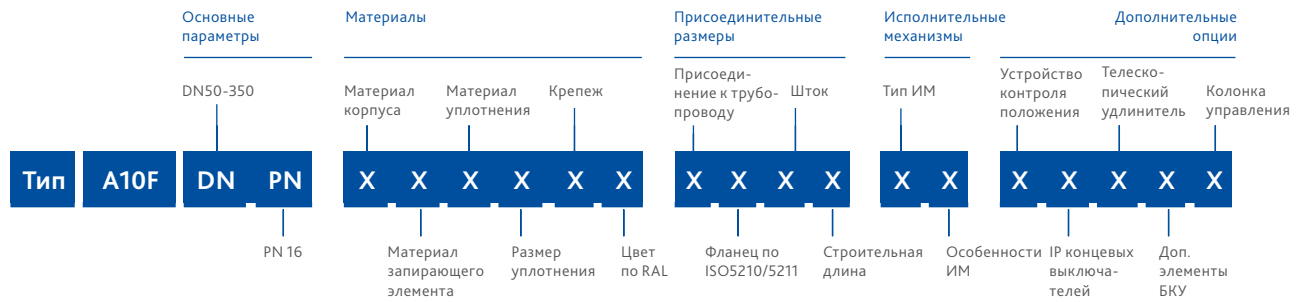 Основные
параметры
Материалы
Присоединительные
размеры
Исполнительные
механизмы
Дополнительные
опции
DN50-350
Материал
корпуса
Материал
уплотнения
Крепеж
Присоеди-
нение к трубо-
проводу
Шток
Тип ИМ
Устройство
контроля
положения
Телеско-
пический
удлинитель
Колонка
управления
Тип A10F DN PN X X X X X X X X X X X X X X X X X
PN 16
Материал
запирающего
элемента
Размер
уплотнения
Цвет
по RAL
Фланец по
ISO5210/5211
Строительная
длина
Особенности
ИМ
IP концевых
выключа-
телей
Доп.
элементы
БКУ